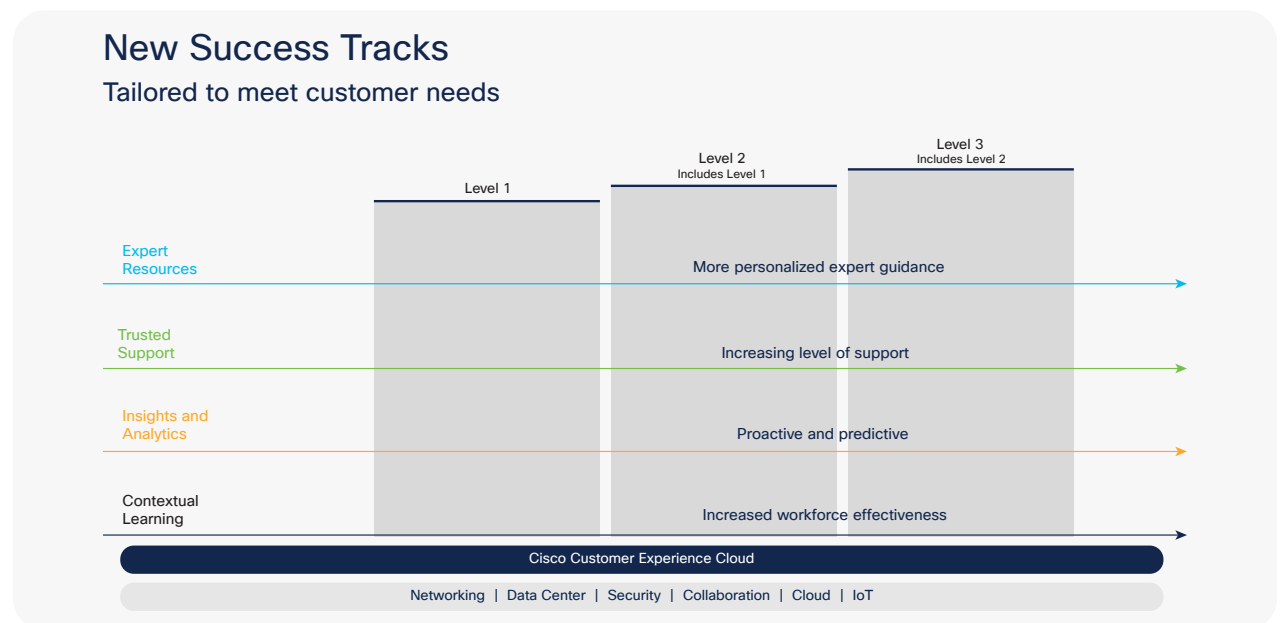 New Success Tracks
Tailored to meet customer needs
Level 1
Level 2
Includes Level 1
Level 3
Includes Level 2
Expert
Resources
More personalized expert guidance
Trusted
Support
Increasing level of support
Insights and
Analytics
Proactive and predictive
Contextual
Learning
Increased workforce effectiveness
Cisco Customer Experience Cloud
Networking | Data Center | Security | Collaboration | Cloud | IoT